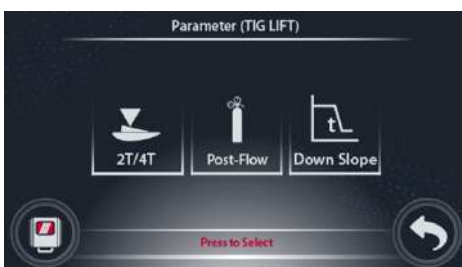 Parameter (TIG LIFT)
2T/4T
Post-Flow
t
Down Slope
Press to Select